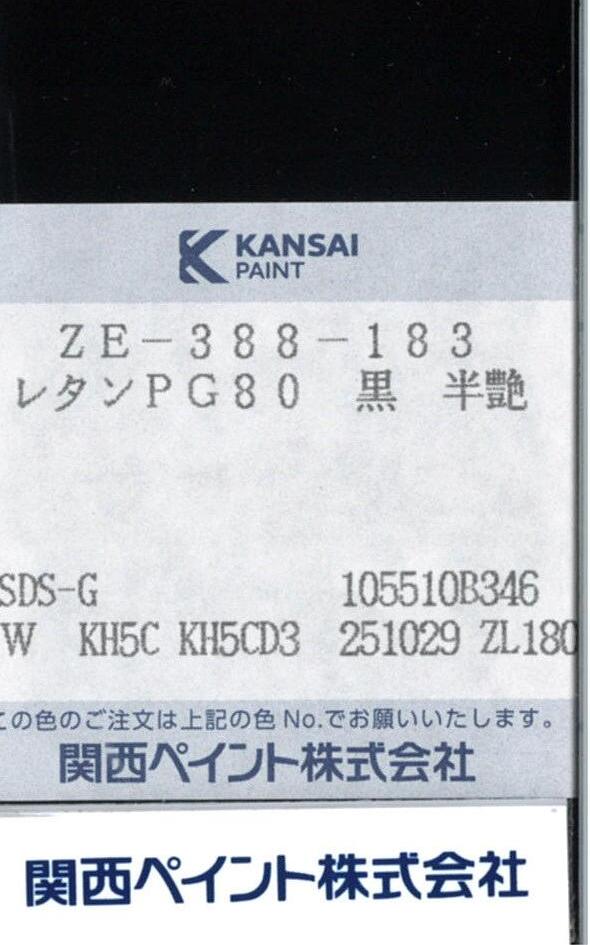 KANSAI
PAINT
ZE-388-183
レタンPG80 黒 半艶
SDS-G 105510B346
W KH5C KH5CD3 251029 ZL180
この色のご注文は上記の色No.でお願いいたします。
関西ペイント株式会社
関西ペイント株式会社